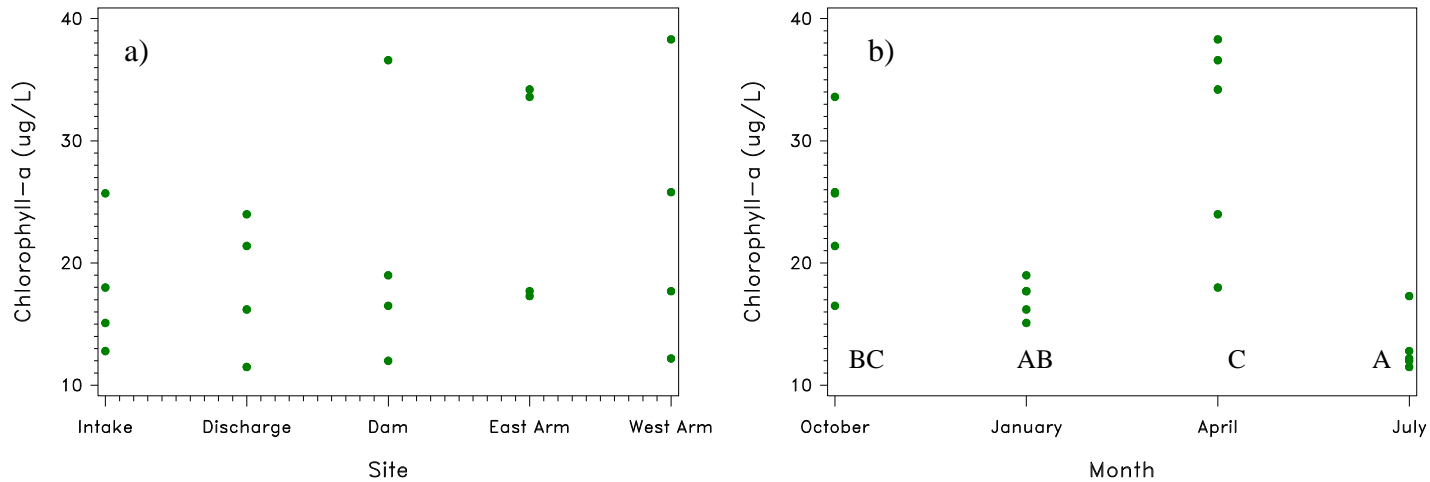 a)
Chlorophyll-a (ug/L)
40
30
20
10
Intake Discharge Dam East Arm West Arm
Site
b)
Chlorophyll-a (ug/L)
40
30
20
10
BC AB C A
October January April July
Month